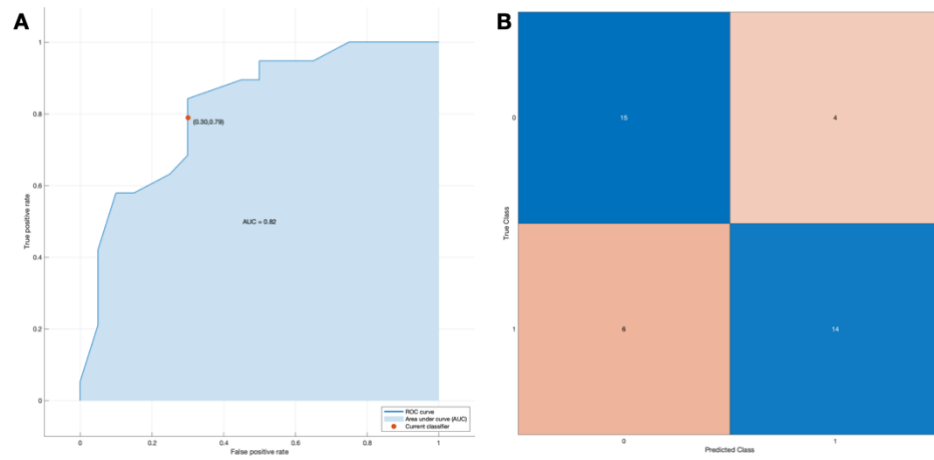 A
1
0.8
0.6
0.4
0.2
0
True positive rate
(0.30,0.79)
AUC = 0.82
ROC curve
Area under curve (AUC)
Current classifier
0 0.2 0.4 0.6 0.8 1
False positive rate
B
True Class
0
15 4
1
6 14
0 1
Predicted Class